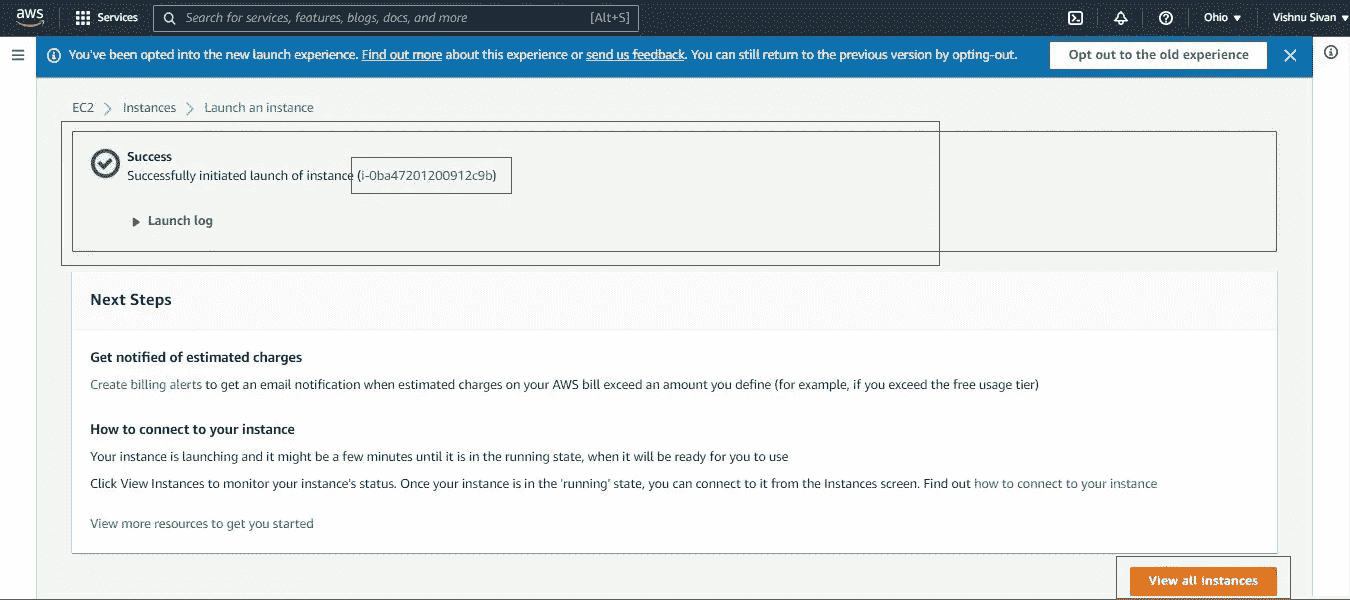 aws Services Search for services, features, blogs, docs, and more [Alt+S] Ohio Vishnu Sivan
You've been opted into the new launch experience. Find out more about this experience or send us feedback. You can still return to the previous version by opting-out. Opt out to the old experience
EC2 Instances Launch an instance
Success
Successfully initiated launch of instance (i-0ba47201200912c9b)
Launch log
Next Steps
Get notified of estimated charges
Create billing alerts to get an email notification when estimated charges on your AWS bill exceed an amount you define (for example, if you exceed the free usage tier)
How to connect to your instance
Your instance is launching and it might be a few minutes until it is in the running state, when it will be ready for you to use
Click View Instances to monitor your instance's status. Once your instance is in the 'running' state, you can connect to it from the Instances screen. Find out how to connect to your instance
View more resources to get you started
View all instances